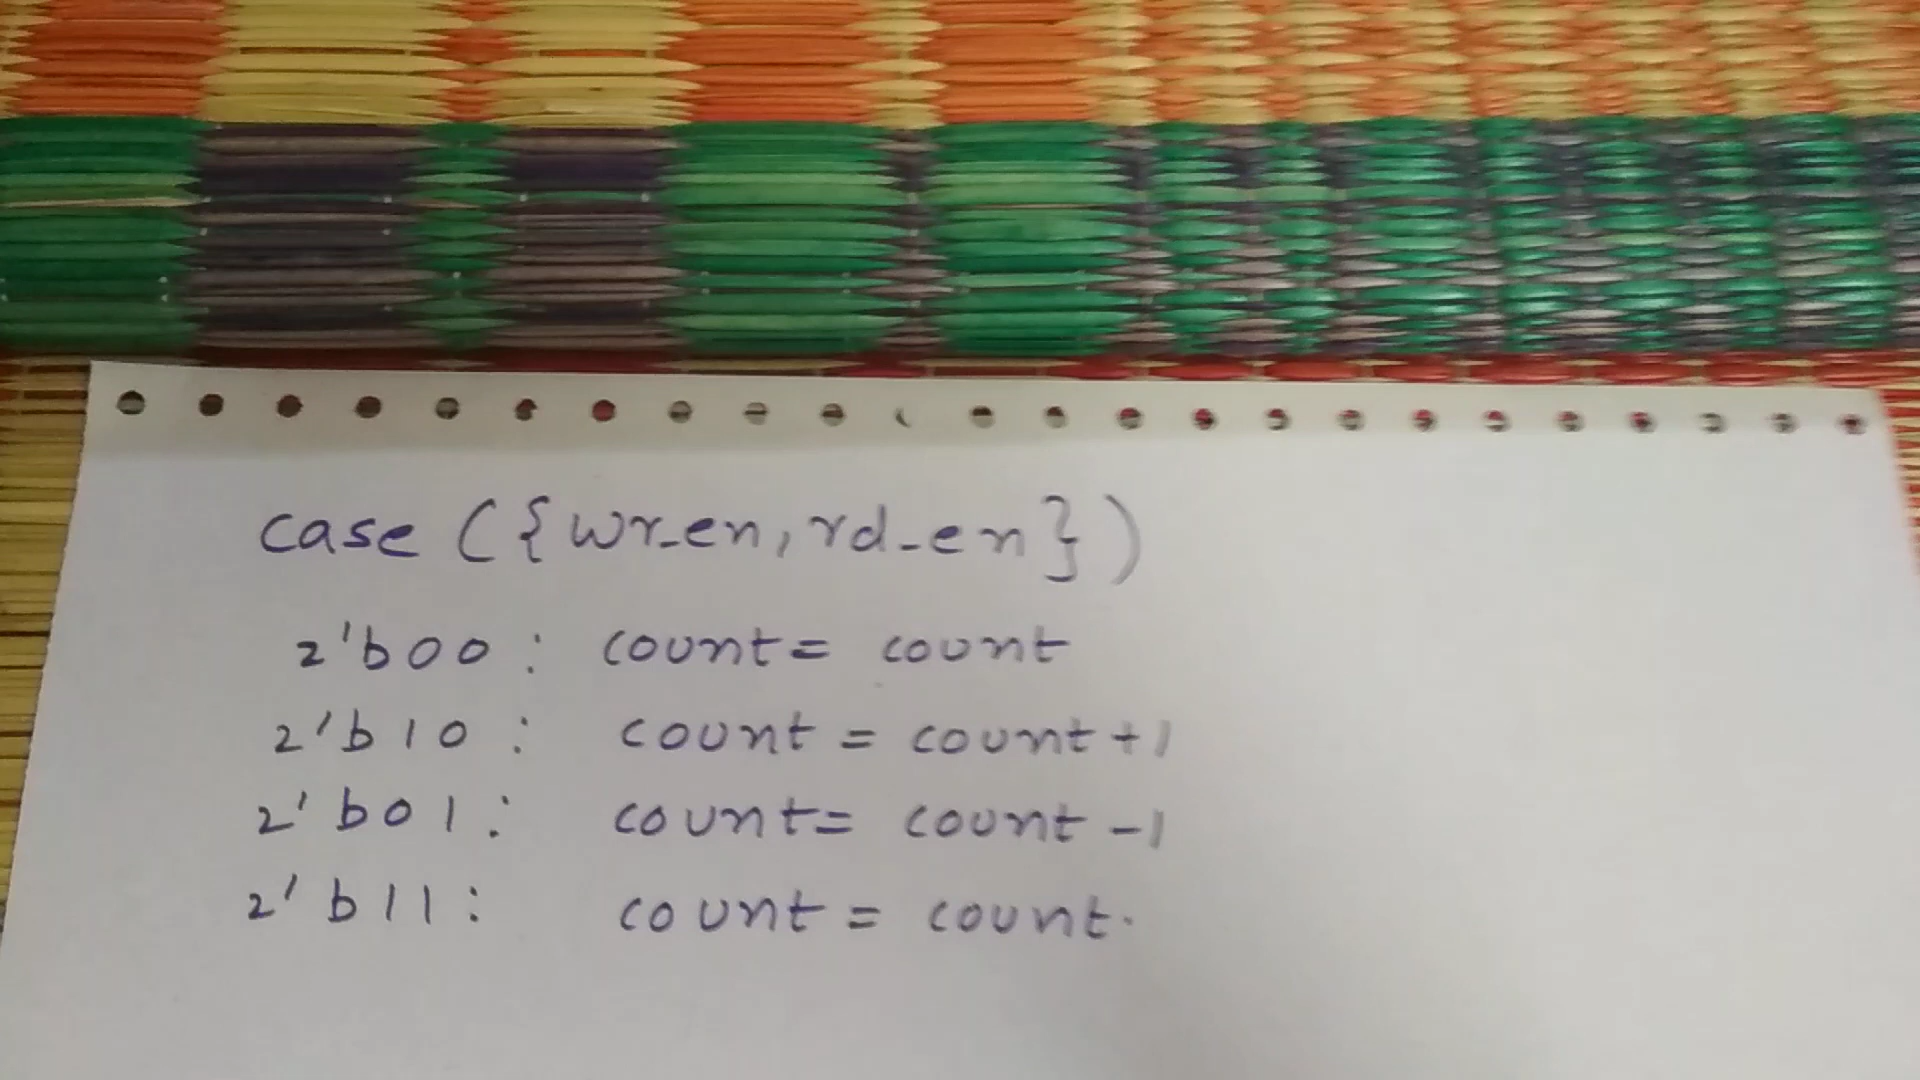 case ({wr_en, rd_en})
2'b00 : count = count
2'b10 : count = count + 1
2'b01 : count = count - 1
2'b11 : count = count.